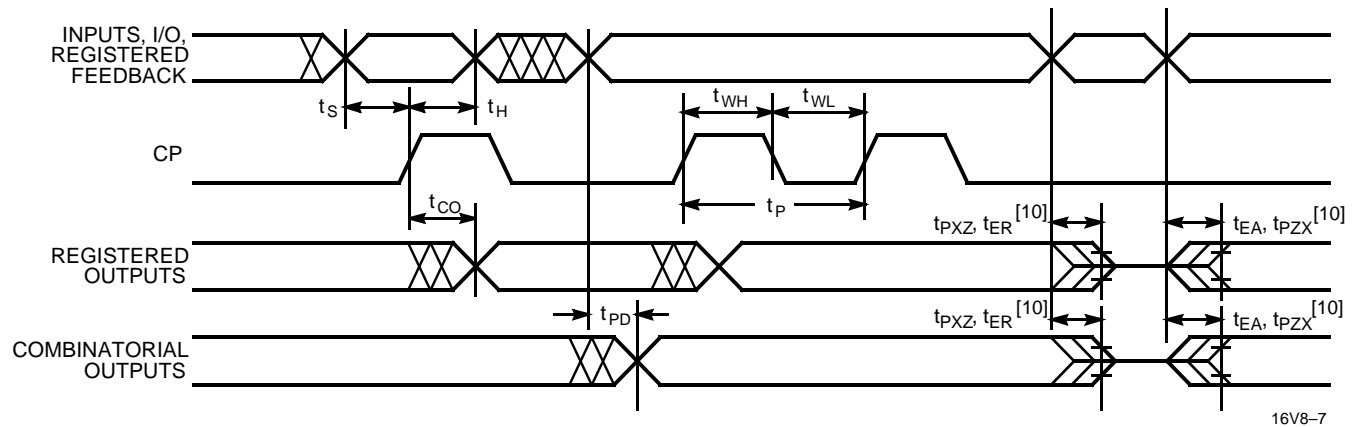 INPUTS, I/O,
REGISTERED
FEEDBACK
tS
tH
tWH
tWL
CP
tCO
tP
tPXZ, tER [10]
tEA, tPZX [10]
REGISTERED
OUTPUTS
tPD
tPXZ, tER [10]
tEA, tPZX [10]
COMBINATORIAL
OUTPUTS
16V8–7